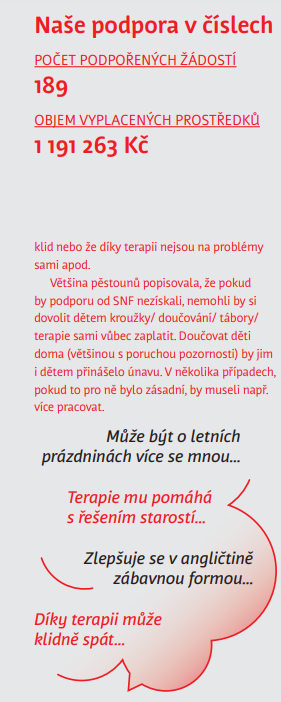 Naše podpora v číslech
POČET PODPOŘENÝCH ŽÁDOSTÍ
189
OBJEM VYPLACENÝCH PROSTŘEDKŮ
1 191 263 Kč
klid nebo že díky terapii nejsou na problémy
sami apod.
Většina pěstounů popisovala, že pokud
by podporu od SNF nezískali, nemohli by si
dovolit dětem kroužky/ doučování/ tábory/
terapie sami vůbec zaplatit. Doučovat děti
doma (většinou s poruchou pozornosti) by jim
i dětem přinášelo únavu. V několika případech,
pokud to pro ně bylo zásadní, by museli např.
více pracovat.
Může být o letních
prázdninách více se mnou...
Terapie mu pomáhá
s řešením starostí...
Zlepšuje se v angličtině
zábavnou formou...
Díky terapii může
klidně spát...